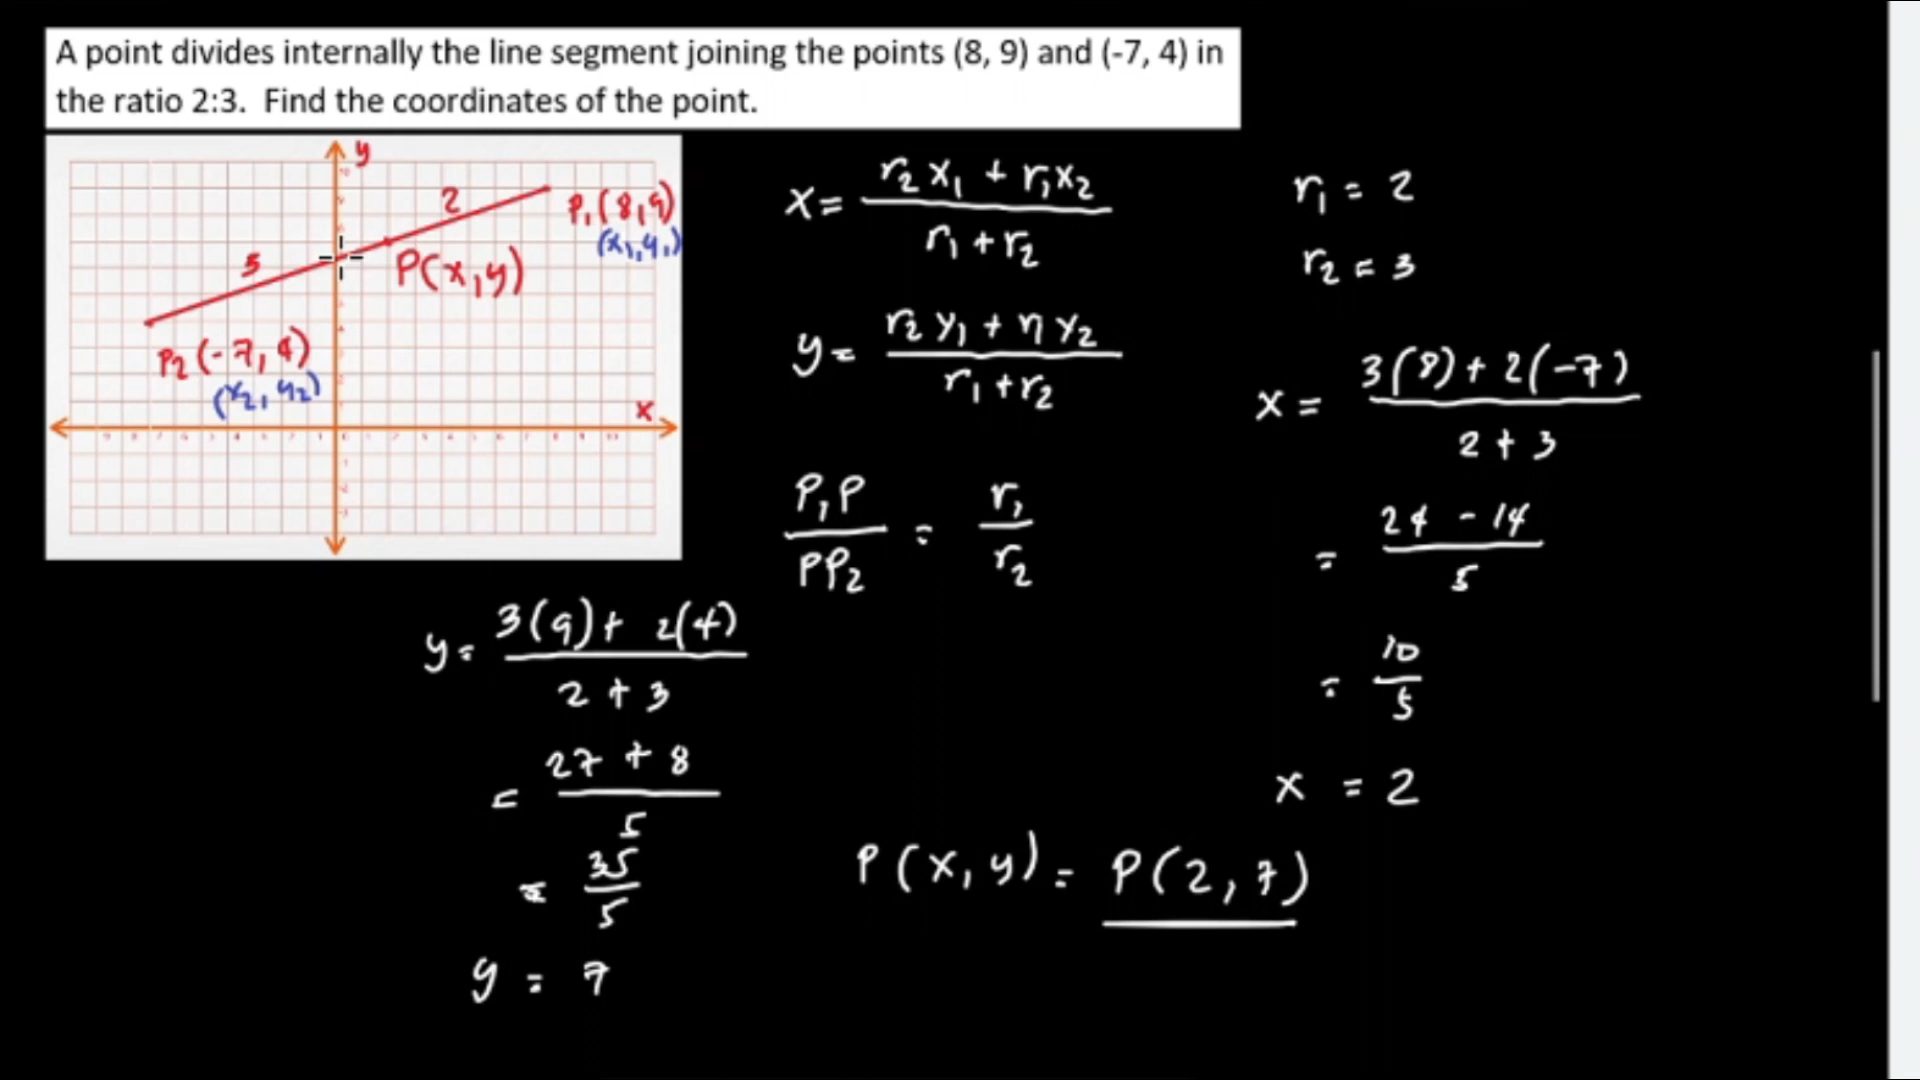 A point divides internally the line segment joining the points (8, 9) and (-7, 4) in
the ratio 2:3.  Find the coordinates of the point.
y
2
P₁(8,9)
(x₁,y₁)
5
P(x,y)
P₂(-7,4)
(x₂,y₂)
x
x = (r₂x₁ + r₁x₂) / (r₁ + r₂)
y = (r₂y₁ + r₁y₂) / (r₁ + r₂)
P₁P / PP₂ = r₁ / r₂
r₁ = 2
r₂ = 3
x = (3(8) + 2(-7)) / (2 + 3)
= (24 - 14) / 5
= 10 / 5
x = 2
y = (3(9) + 2(4)) / (2 + 3)
= (27 + 8) / 5
= 35 / 5
y = 7
P(x,y) = P(2,7)